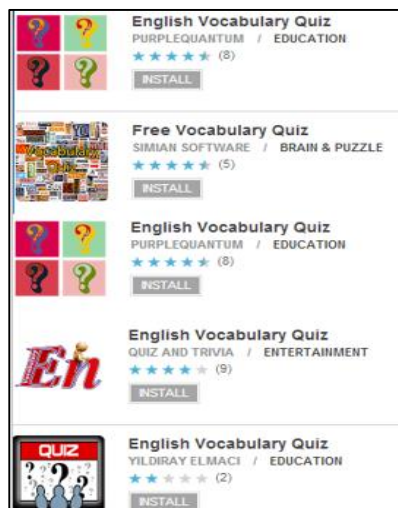 English Vocabulary Quiz
PURPLEQUANTUM / EDUCATION
(8)
INSTALL
Free Vocabulary Quiz
SIMIAN SOFTWARE / BRAIN & PUZZLE
Vocabulary
Quiz
(5)
INSTALL
English Vocabulary Quiz
PURPLEQUANTUM / EDUCATION
(8)
INSTALL
English Vocabulary Quiz
QUIZ AND TRIVIA / ENTERTAINMENT
En
(9)
INSTALL
English Vocabulary Quiz
YILDIRAY ELMACI / EDUCATION
QUIZ
(2)
INSTALL